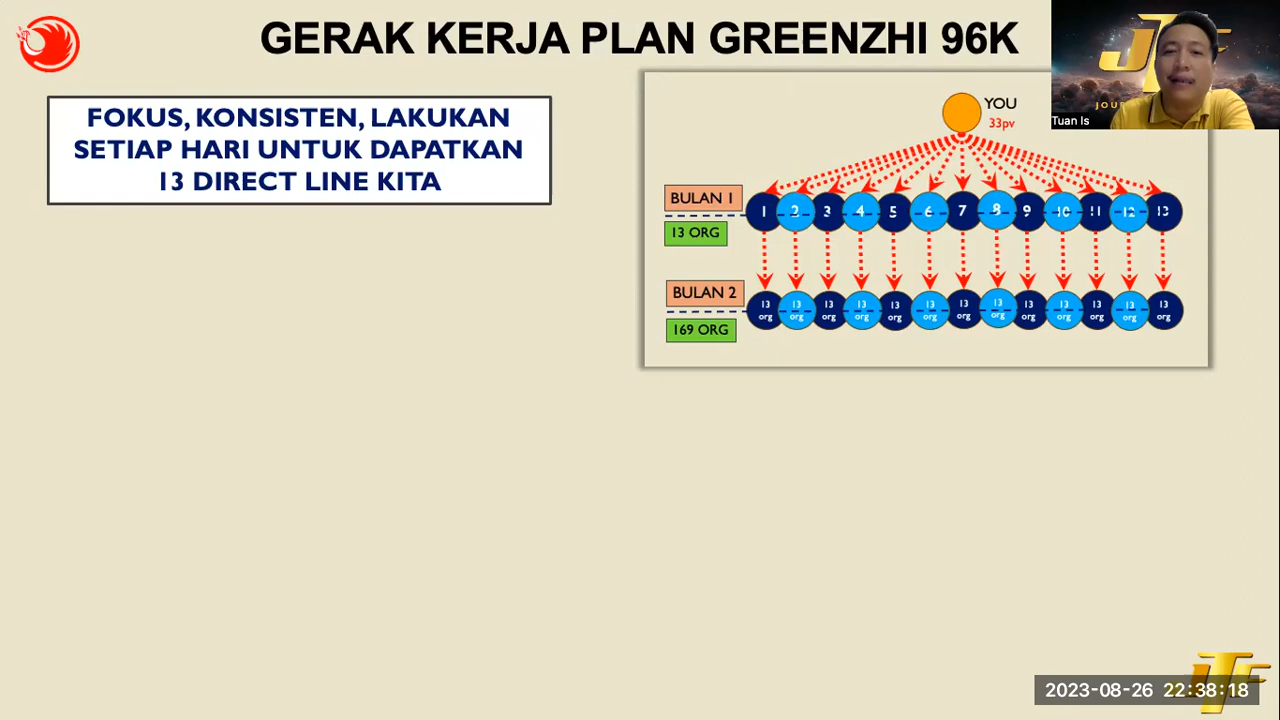 GERAK KERJA PLAN GREENZHI 96K
FOKUS, KONSISTEN, LAKUKAN
SETIAP HARI UNTUK DAPATKAN
13 DIRECT LINE KITA
YOU
33pv
BULAN 1
13 ORG
1 2 3 4 5 6 7 8 9 10 11 12 13
BULAN 2
169 ORG
13 13 13 13 13 13 13 13 13 13 13 13 13
org org org org org org org org org org org org org
Tuan Is
2023-08-26 22:38:18